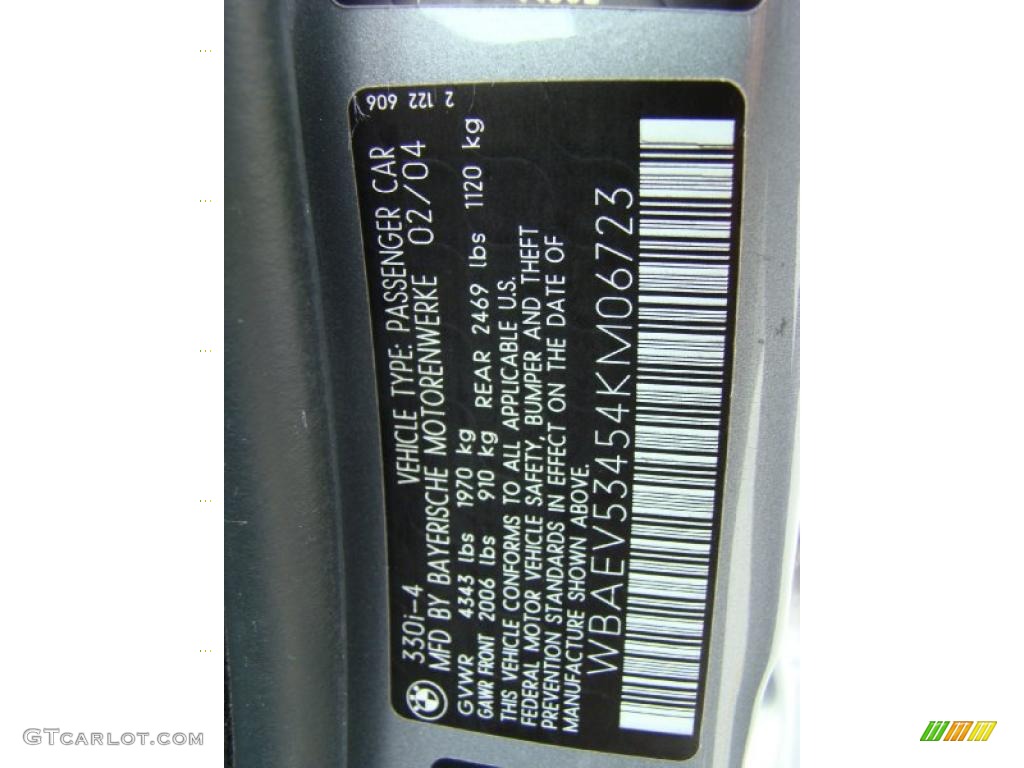 330i-4 VEHICLE TYPE: PASSENGER CAR
MFD BY BAYERISCHE MOTORENWERKE 02/04
GVWR 4343 lbs 1970 kg
GAWR FRONT 2006 lbs 910 kg REAR 2469 lbs 1120 kg
THIS VEHICLE CONFORMS TO ALL APPLICABLE U.S.
FEDERAL MOTOR VEHICLE SAFETY, BUMPER AND THEFT
PREVENTION STANDARDS IN EFFECT ON THE DATE OF
MANUFACTURE SHOWN ABOVE.
WBAEV53454KM06723
2 122 606
GTCARLOT.COM